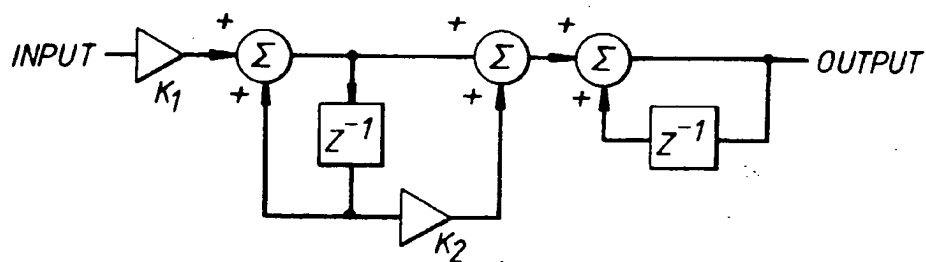 INPUT
K1
+
Σ
+
Z⁻¹
K2
+
Σ
+
+
Σ
+
Z⁻¹
OUTPUT